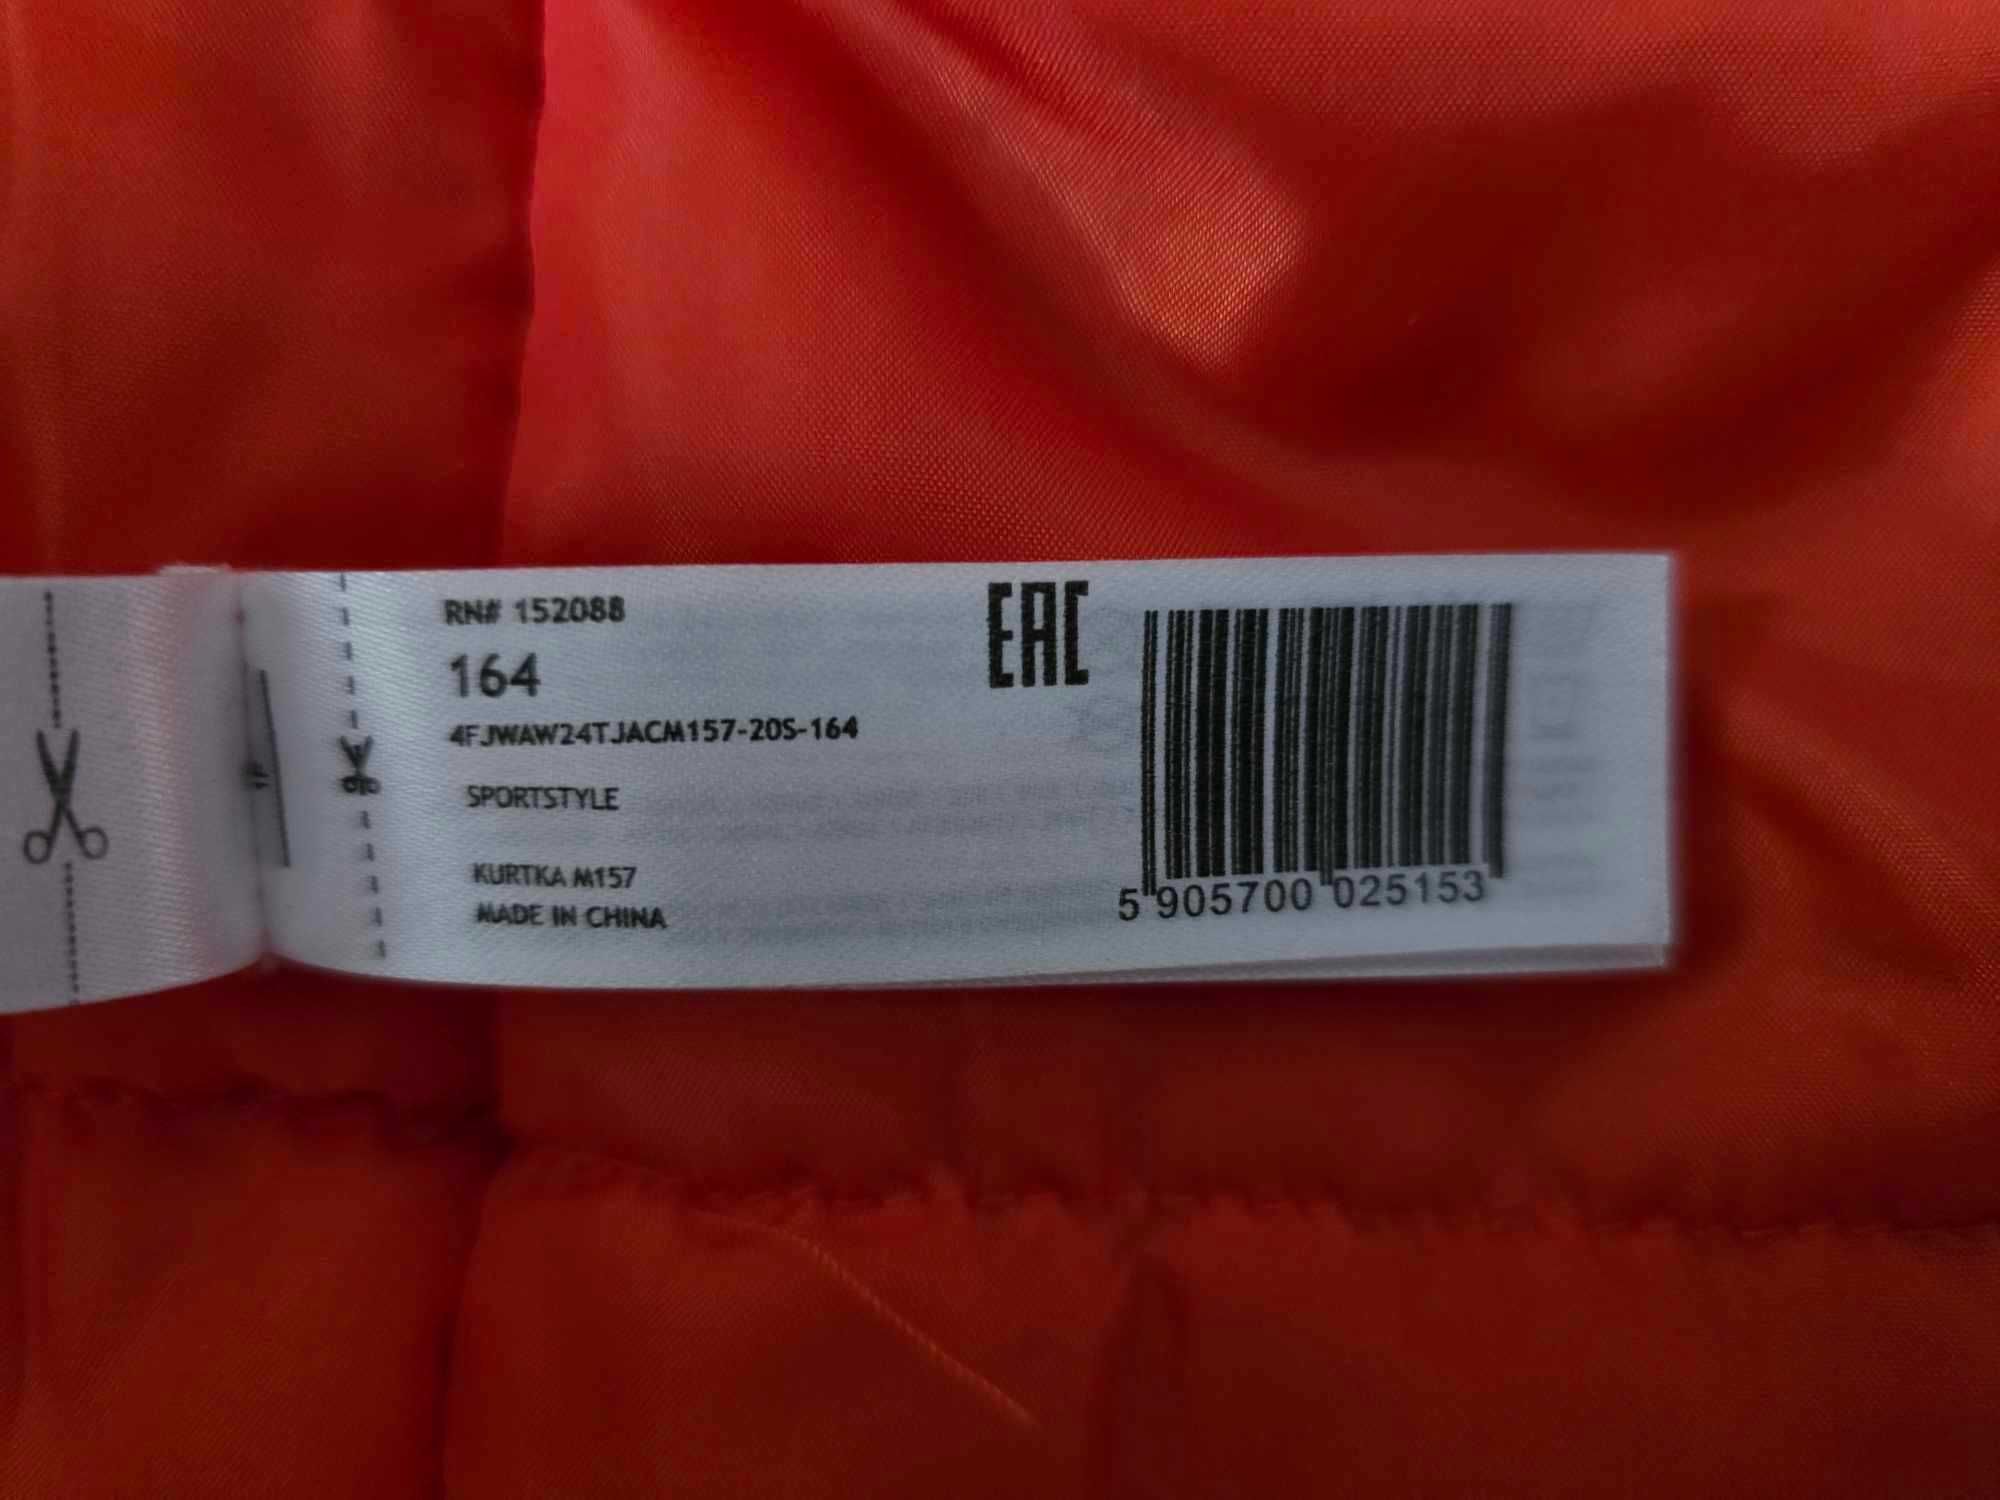 RN# 152088
164
4FJWAW24TJACM157-20S-164
SPORTSTYLE
KURTKA M157
MADE IN CHINA
EAC
5 905700 025153